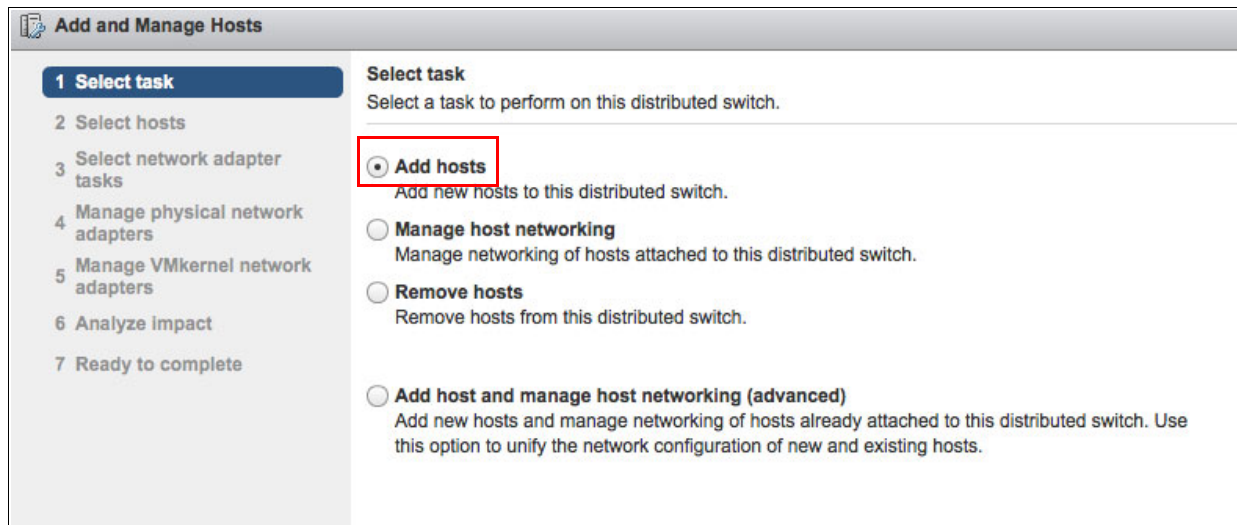 Add and Manage Hosts
1 Select task
2 Select hosts
3 Select network adapter
tasks
4 Manage physical network
adapters
5 Manage VMkernel network
adapters
6 Analyze impact
7 Ready to complete
Select task
Select a task to perform on this distributed switch.
Add hosts
Add new hosts to this distributed switch.
Manage host networking
Manage networking of hosts attached to this distributed switch.
Remove hosts
Remove hosts from this distributed switch.
Add host and manage host networking (advanced)
Add new hosts and manage networking of hosts already attached to this distributed switch. Use
this option to unify the network configuration of new and existing hosts.